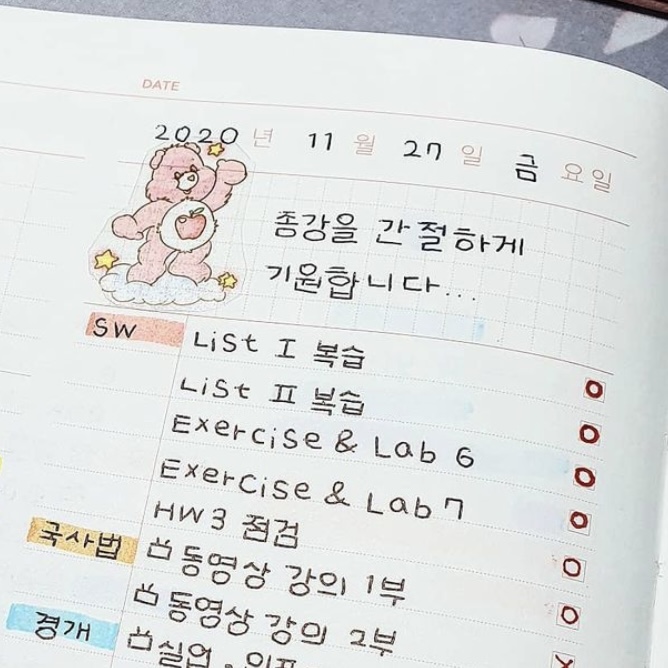 DATE
2020년 11월 27일 금요일
종강을 간절하게
기원합니다...
SW List I 복습
List II 복습
Exercise & Lab 6
Exercise & Lab 7
HW3 점검
국사법 동영상 강의 1부
동영상 강의 2부
경개 실업.인프